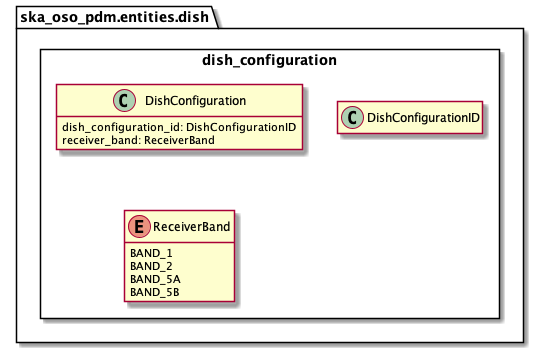 ska_oso_pdm.entities.dish
dish_configuration
C DishConfiguration
dish_configuration_id: DishConfigurationID
receiver_band: ReceiverBand
C DishConfigurationID
E ReceiverBand
BAND_1
BAND_2
BAND_5A
BAND_5B